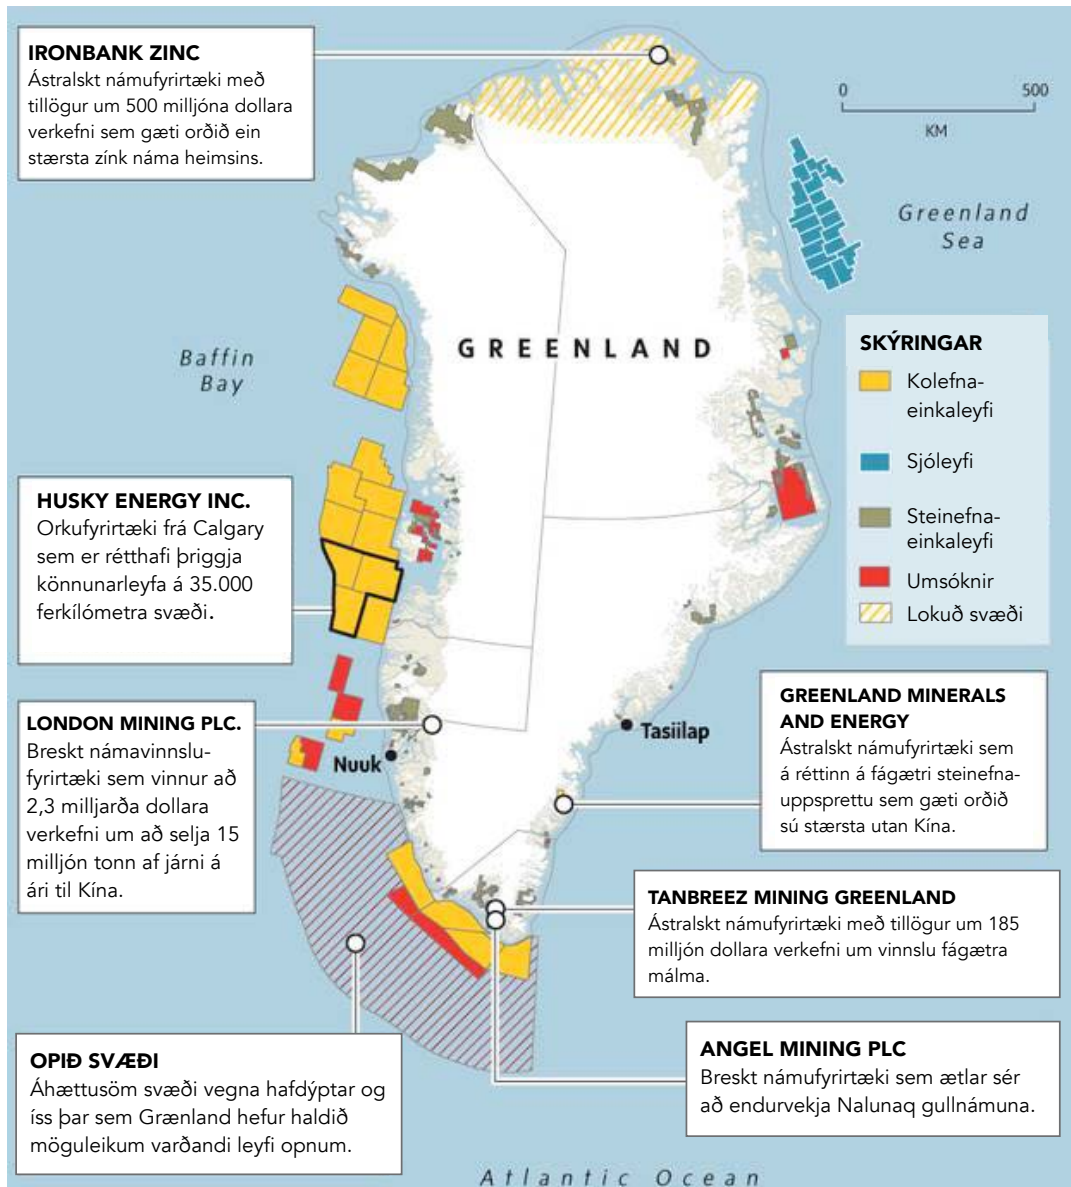 IRONBANK ZINC
Ástralskt námufyrirtæki með
tillögur um 500 milljóna dollara
verkefni sem gæti orðið ein
stærsta zínk náma heimsins.
0 500
KM
Greenland
Sea
Baffin
Bay
GREENLAND
SKÝRINGAR
Kolefna-
einkaleyfi
Sjóleyfi
Steinefna-
einkaleyfi
Umsóknir
Lokuð svæði
HUSKY ENERGY INC.
Orkufyrirtæki frá Calgary
sem er rétthafi þriggja
könnunarleyfa á 35.000
ferkílómetra svæði.
LONDON MINING PLC.
Breskt námavinnslu-
fyrirtæki sem vinnur að
2,3 milljarða dollara
verkefni um að selja 15
milljón tonn af járni á
ári til Kína.
Nuuk
Tasiilap
GREENLAND MINERALS
AND ENERGY
Ástralskt námufyrirtæki sem
á réttinn á fágætri steinefna-
uppsprettu sem gæti orðið
sú stærsta utan Kína.
TANBREEZ MINING GREENLAND
Ástralskt námufyrirtæki með tillögur um 185
milljón dollara verkefni um vinnslu fágætra
málma.
OPIÐ SVÆÐI
Áhættusöm svæði vegna hafdýptar og
íss þar sem Grænland hefur haldið
möguleikum varðandi leyfi opnum.
ANGEL MINING PLC
Breskt námufyrirtæki sem ætlar sér
að endurvekja Nalunaq gullnámuna.
Atlantic Ocean